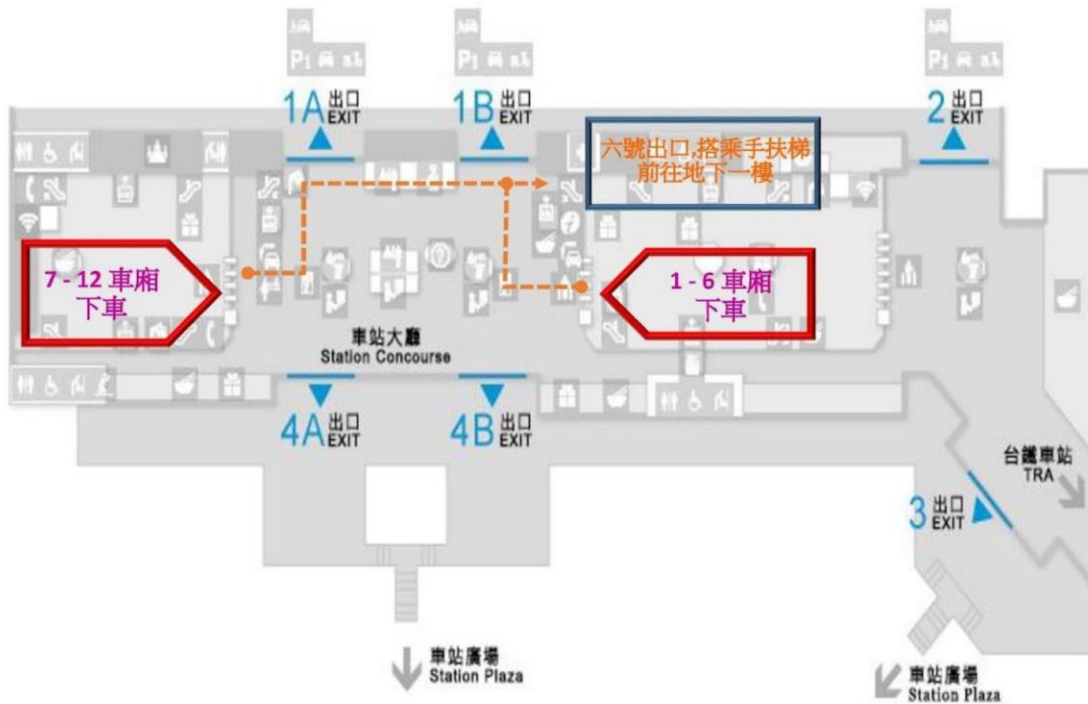 P1
P1
P1
1A 出口 EXIT
1B 出口 EXIT
2 出口 EXIT
六號出口,搭乘手扶梯
前往地下一樓
7 - 12 車廂
下車
1 - 6 車廂
下車
車站大廳
Station Concourse
4A 出口 EXIT
4B 出口 EXIT
台鐵車站
TRA
3 出口 EXIT
車站廣場
Station Plaza
車站廣場
Station Plaza